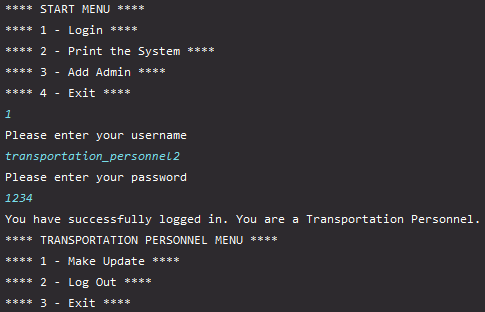 **** START MENU ****
**** 1 - Login ****
**** 2 - Print the System ****
**** 3 - Add Admin ****
**** 4 - Exit ****
1
Please enter your username
transportation_personnel2
Please enter your password
1234
You have successfully logged in. You are a Transportation Personnel.
**** TRANSPORTATION PERSONNEL MENU ****
**** 1 - Make Update ****
**** 2 - Log Out ****
**** 3 - Exit ****